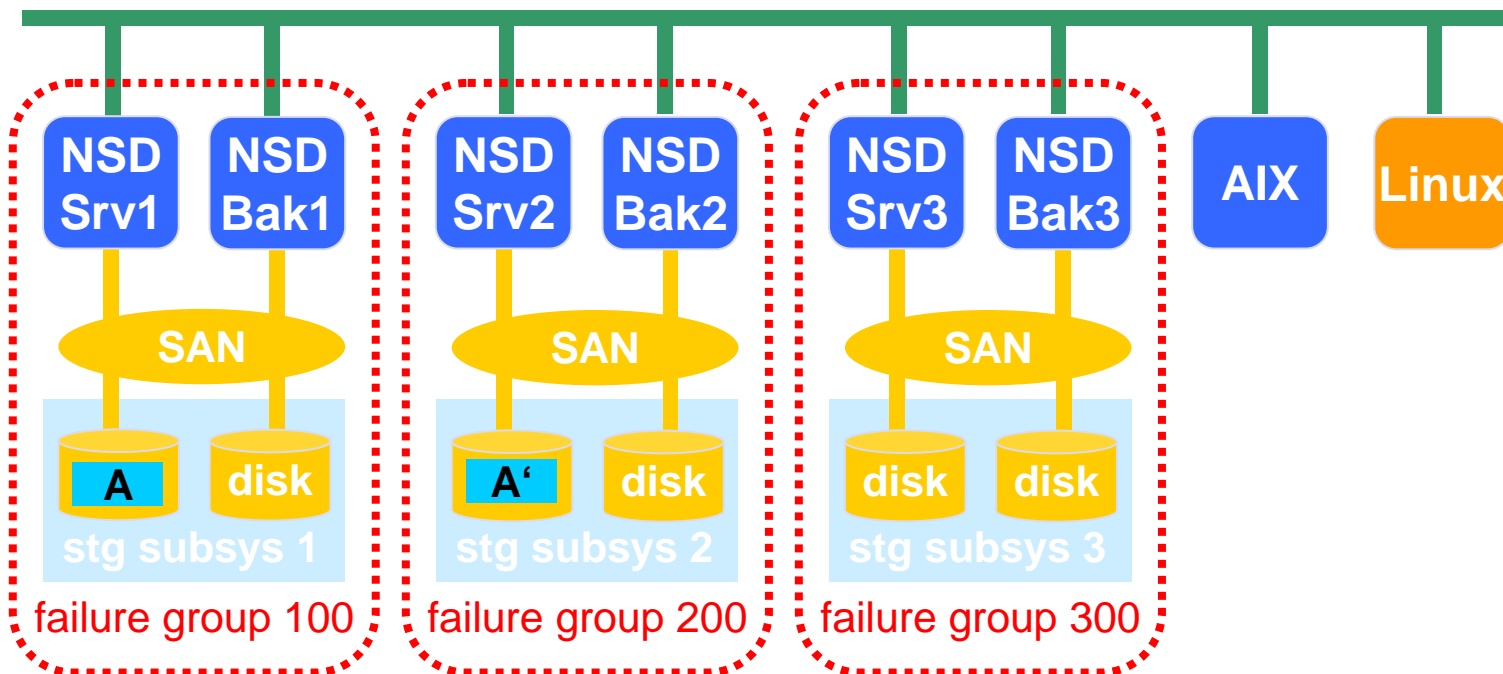 NSD
Srv1
NSD
Bak1
NSD
Srv2
NSD
Bak2
NSD
Srv3
NSD
Bak3
AIX
Linux
SAN
SAN
SAN
A
disk
A‘
disk
disk
disk
stg subsys 1
stg subsys 2
stg subsys 3
failure group 100
failure group 200
failure group 300